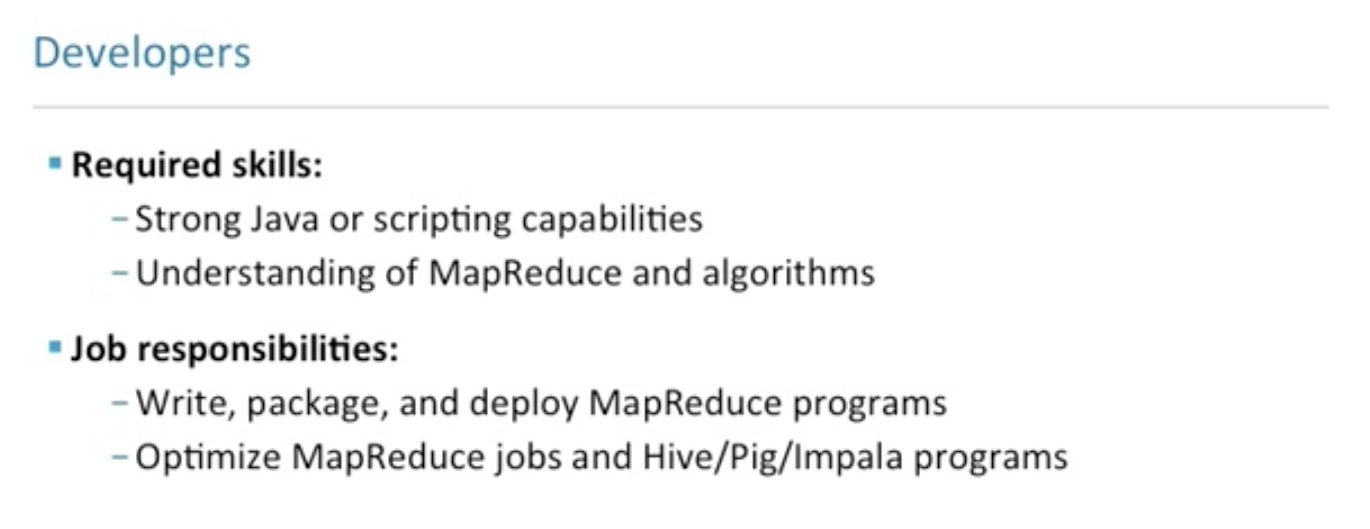 Developers
▪ Required skills:
– Strong Java or scripting capabilities
– Understanding of MapReduce and algorithms
▪ Job responsibilities:
– Write, package, and deploy MapReduce programs
– Optimize MapReduce jobs and Hive/Pig/Impala programs